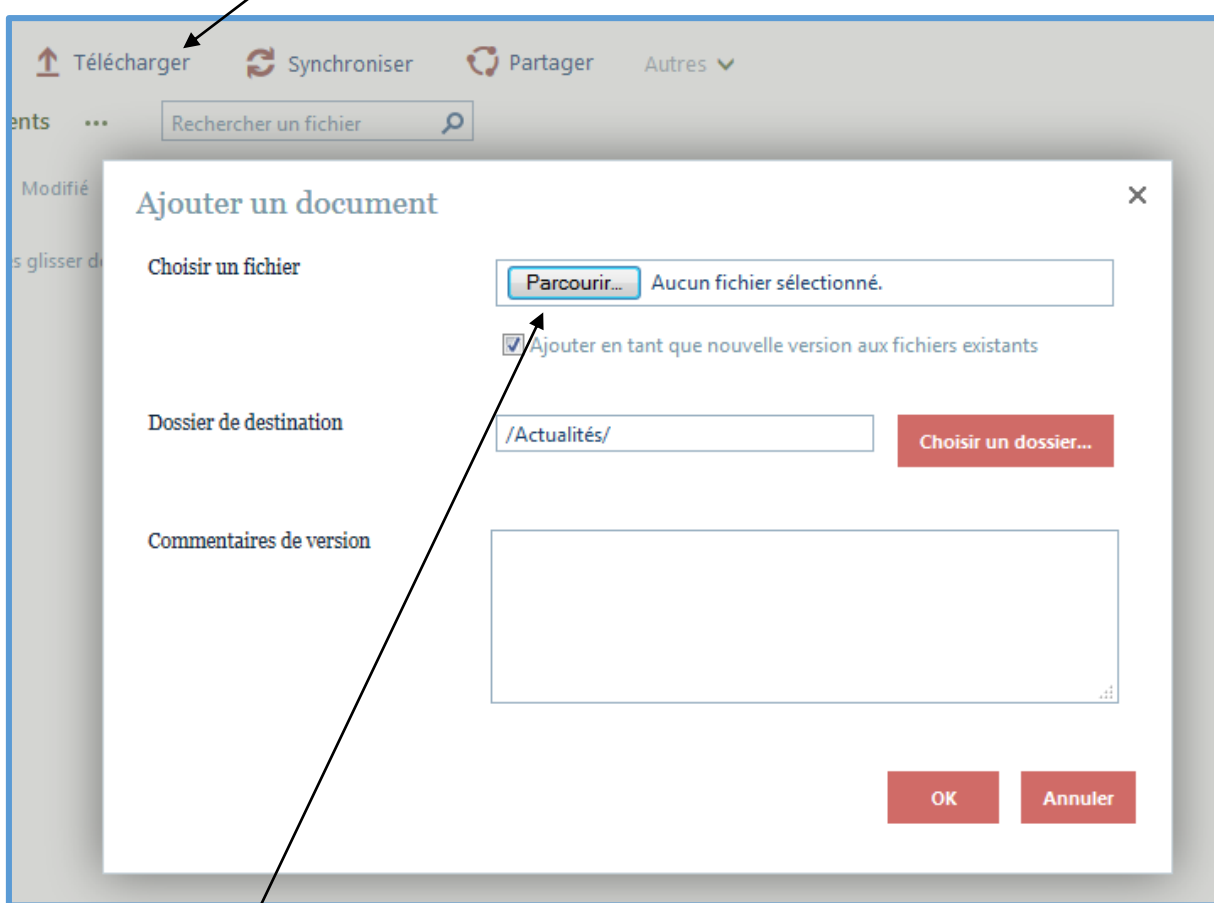 Télécharger Synchroniser Partager Autres
ents ... Rechercher un fichier
Modifié
Ajouter un document
s glisser d
Choisir un fichier Parcourir... Aucun fichier sélectionné.
Ajouter en tant que nouvelle version aux fichiers existants
Dossier de destination /Actualités/ Choisir un dossier...
Commentaires de version
OK Annuler